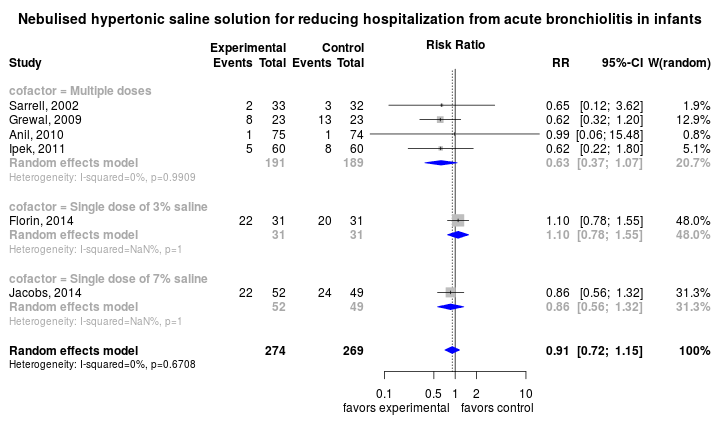 Nebulised hypertonic saline solution for reducing hospitalization from acute bronchiolitis in infants
Experimental Control Risk Ratio
Study Events Total Events Total RR 95%-CI W(random)
cofactor = Multiple doses
Sarrell, 2002 2 33 3 32 0.65 [0.12; 3.62] 1.9%
Grewal, 2009 8 23 13 23 0.62 [0.32; 1.20] 12.9%
Anil, 2010 1 75 1 74 0.99 [0.06; 15.48] 0.8%
Ipek, 2011 5 60 8 60 0.62 [0.22; 1.80] 5.1%
Random effects model 191 189 0.63 [0.37; 1.07] 20.7%
Heterogeneity: I-squared=0%, p=0.9909
cofactor = Single dose of 3% saline
Florin, 2014 22 31 20 31 1.10 [0.78; 1.55] 48.0%
Random effects model 31 31 1.10 [0.78; 1.55] 48.0%
Heterogeneity: I-squared=NaN%, p=1
cofactor = Single dose of 7% saline
Jacobs, 2014 22 52 24 49 0.86 [0.56; 1.32] 31.3%
Random effects model 52 49 0.86 [0.56; 1.32] 31.3%
Heterogeneity: I-squared=NaN%, p=1
Random effects model 274 269 0.91 [0.72; 1.15] 100%
Heterogeneity: I-squared=0%, p=0.6708
0.1 0.5 1 2 10
favors experimental favors control